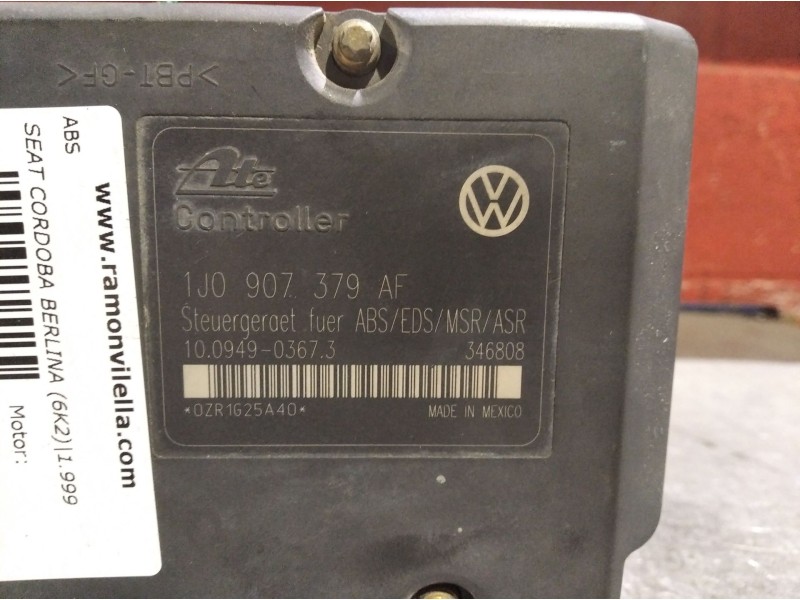 >PBT-GF<
Ate
Controller
1J0 907 379 AF
Steuergeraet fuer ABS/EDS/MSR/ASR
10.0949-0367.3 346808
*0ZR1G25A40* MADE IN MEXICO
www.ramonvilella.com
ABS
SEAT CORDOBA BERLINA (6K2)|1.999
Motor: